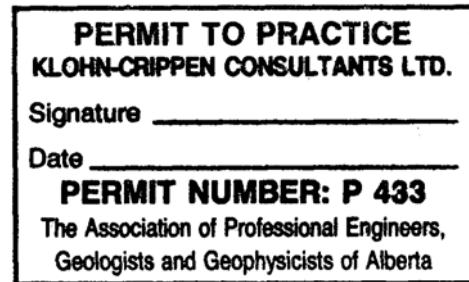 PERMIT TO PRACTICE
KLOHN-CRIPPEN CONSULTANTS LTD.
Signature
Date
PERMIT NUMBER: P 433
The Association of Professional Engineers,
Geologists and Geophysicists of Alberta